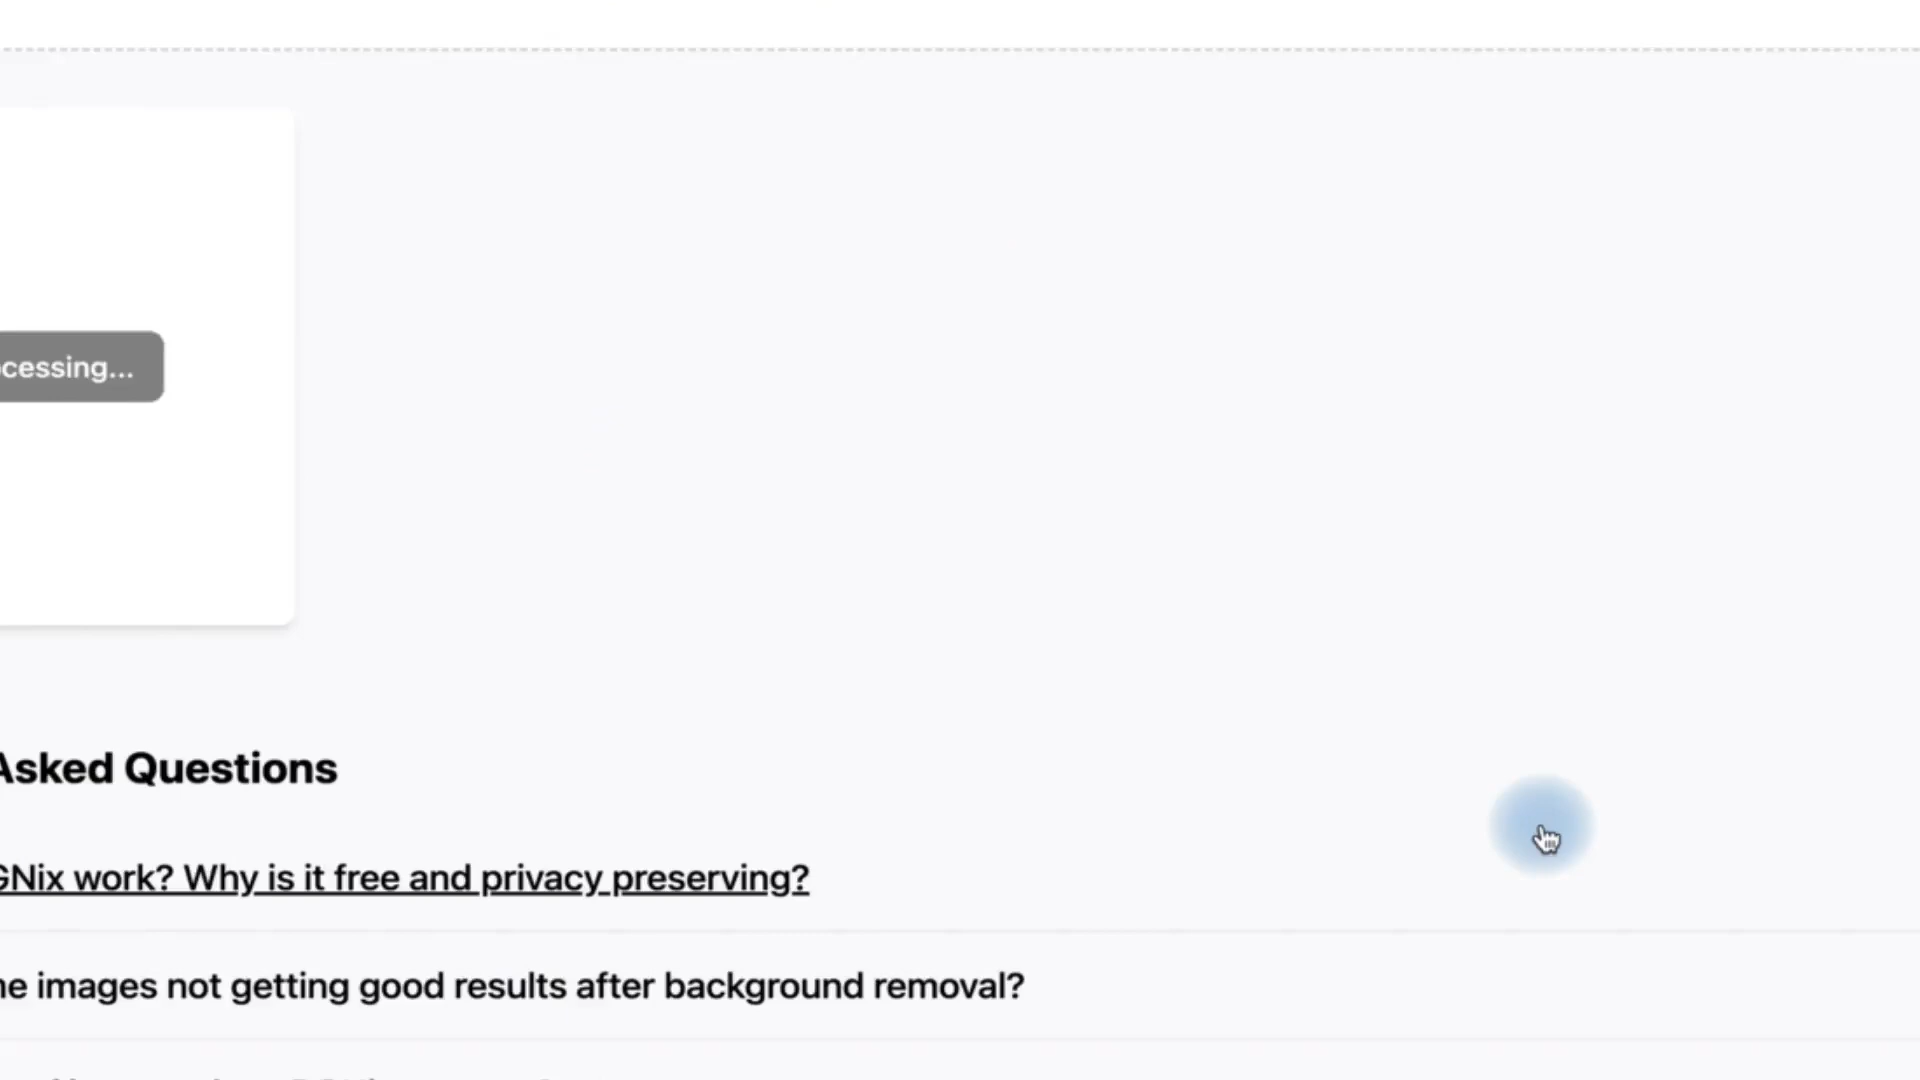 cessing...
Asked Questions
GNix work? Why is it free and privacy preserving?
ne images not getting good results after background removal?